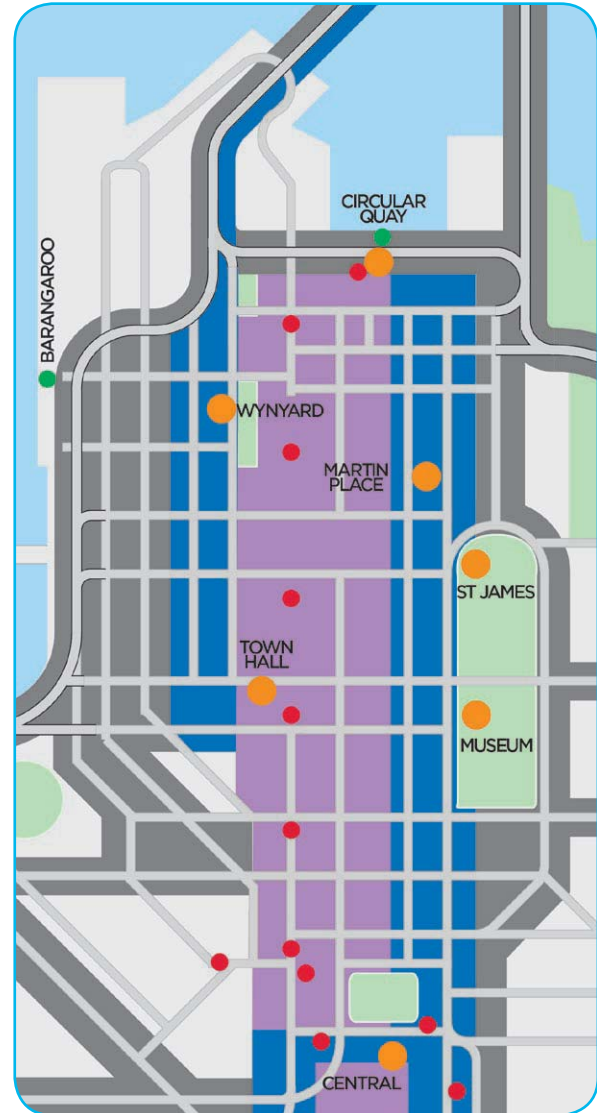 CIRCULAR
QUAY
BARANGAROO
WYNYARD
MARTIN
PLACE
ST JAMES
TOWN
HALL
MUSEUM
CENTRAL